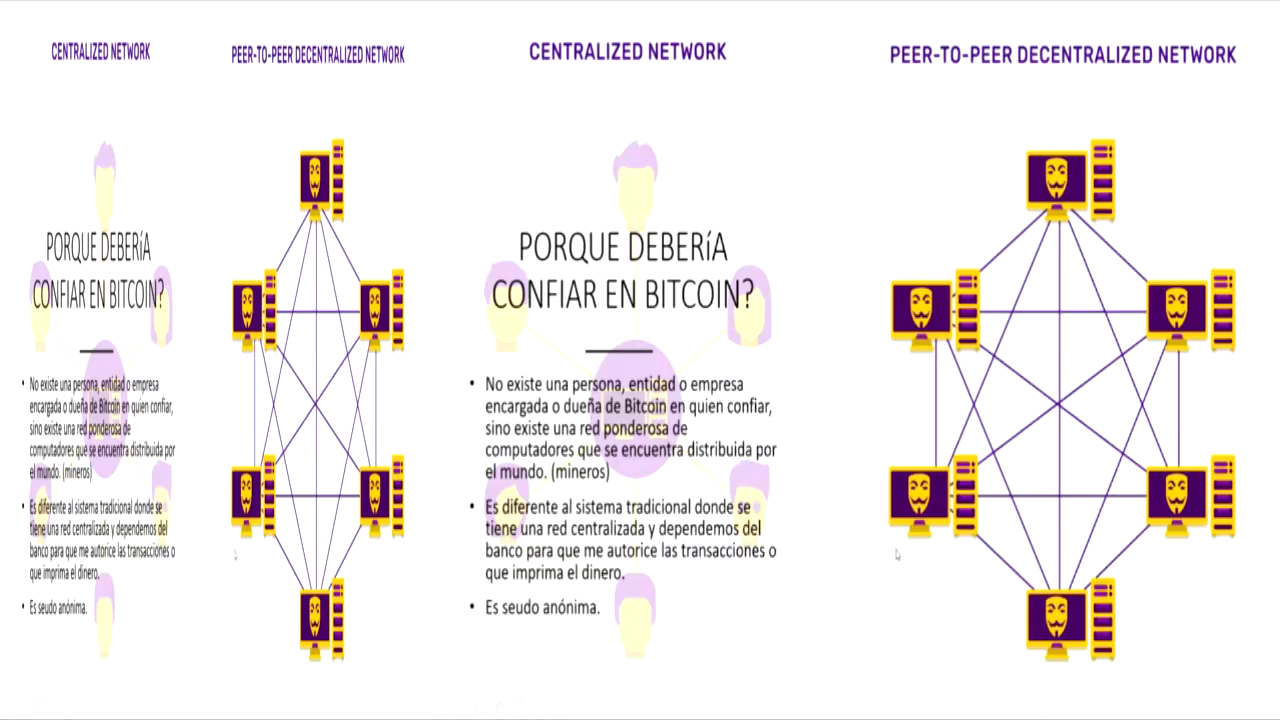 CENTRALIZED NETWORK
PEER-TO-PEER DECENTRALIZED NETWORK
PORQUE DEBERíA
CONFIAR EN BITCOIN?
• No existe una persona, entidad o empresa
encargada o dueña de Bitcoin en quien confiar,
sino existe una red ponderosa de
computadores que se encuentra distribuida por
el mundo. (mineros)
• Es diferente al sistema tradicional donde se
tiene una red centralizada y dependemos del
banco para que me autorice las transacciones o
que imprima el dinero.
• Es seudo anónima.
CENTRALIZED NETWORK
PEER-TO-PEER DECENTRALIZED NETWORK
PORQUE DEBERíA
CONFIAR EN BITCOIN?
• No existe una persona, entidad o empresa
encargada o dueña de Bitcoin en quien confiar,
sino existe una red ponderosa de
computadores que se encuentra distribuida por
el mundo. (mineros)
• Es diferente al sistema tradicional donde se
tiene una red centralizada y dependemos del
banco para que me autorice las transacciones o
que imprima el dinero.
• Es seudo anónima.